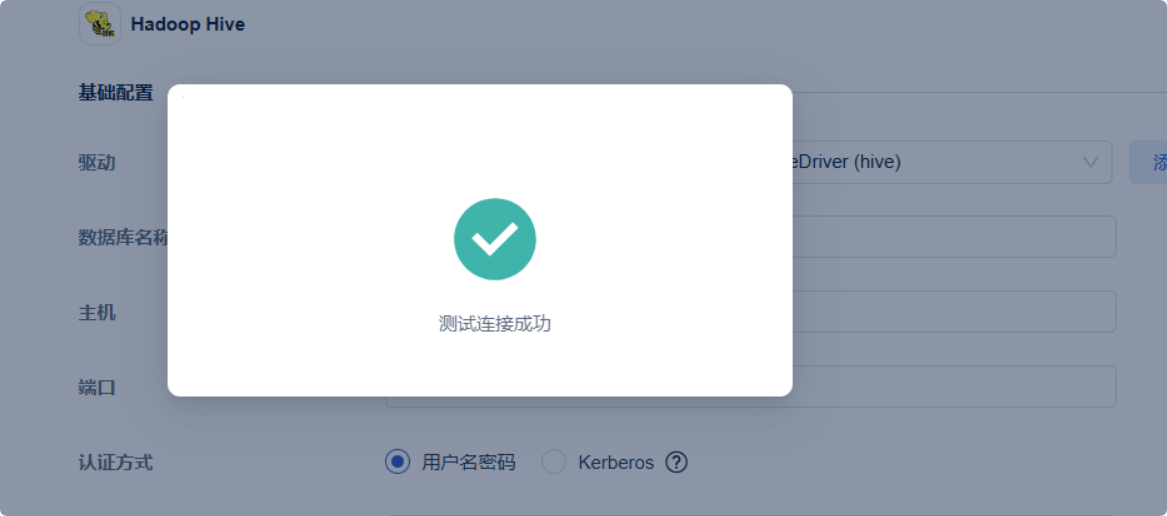 Hadoop Hive
基础配置
驱动
eDriver (hive)
数据库名称
主机
测试连接成功
端口
认证方式
用户名密码
Kerberos